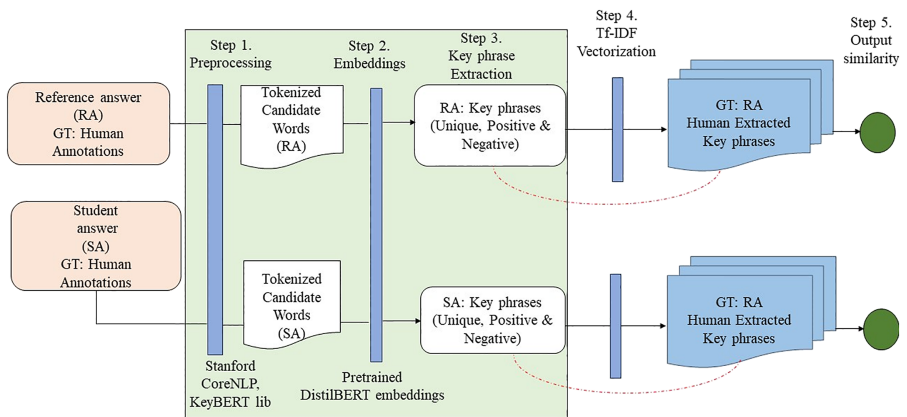 Step 1.
Preprocessing
Step 2.
Embeddings
Step 3.
Key phrase
Extraction
Step 4.
Tf-IDF
Vectorization
Step 5.
Output
similarity
Reference answer
(RA)
GT: Human
Annotations
Tokenized
Candidate
Words
(RA)
RA: Key phrases
(Unique, Positive &
Negative)
GT: RA
Human Extracted
Key phrases
Student
answer
(SA)
GT: Human
Annotations
Tokenized
Candidate
Words
(SA)
SA: Key phrases
(Unique, Positive &
Negative)
GT: RA
Human Extracted
Key phrases
Stanford
CoreNLP,
KeyBERT lib
Pretrained
DistilBERT embeddings